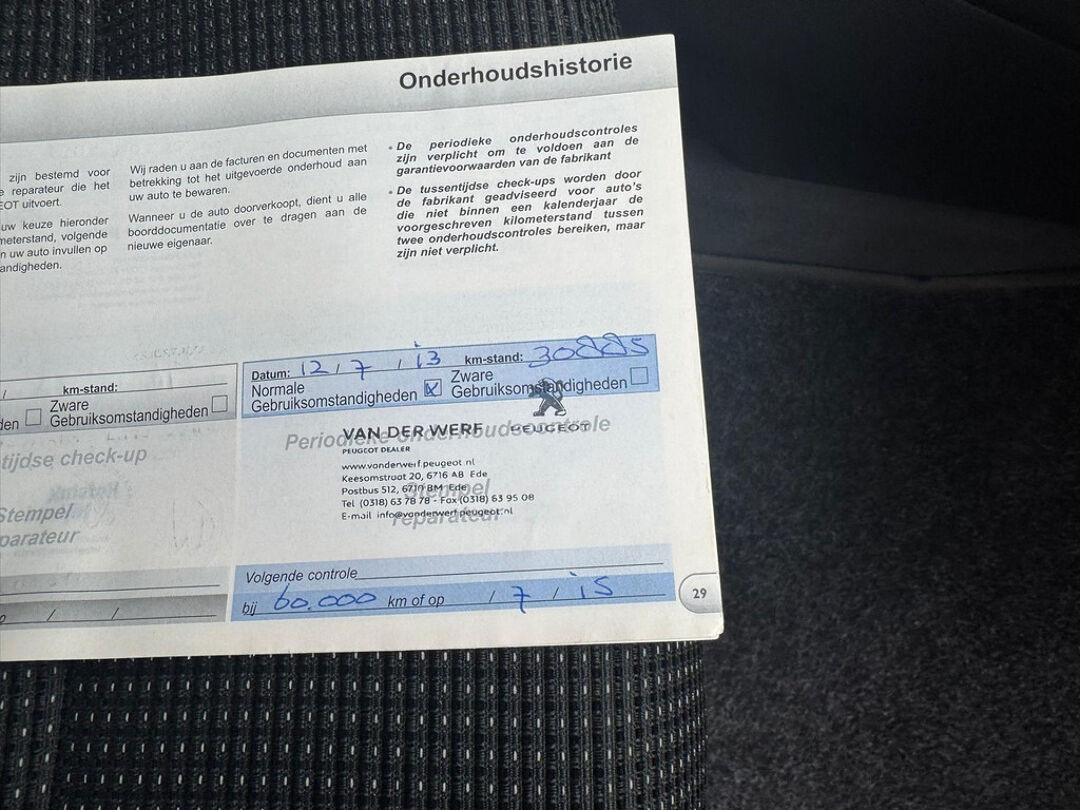 Onderhoudshistorie
zijn bestemd voor
reparateur die het
EOT uitvoert.
uw keuze hieronder
meterstand, volgende
n uw auto invullen op
andigheden.
Wij raden u aan de facturen en documenten met
betrekking tot het uitgevoerde onderhoud aan
uw auto te bewaren.
Wanneer u de auto doorverkoopt, dient u alle
boorddocumentatie over te dragen aan de
nieuwe eigenaar.
• De periodieke onderhoudscontroles
zijn verplicht om te voldoen aan de
garantievoorwaarden van de fabrikant
• De tussentijdse check-ups worden door
de fabrikant geadviseerd voor auto's
die niet binnen een kalenderjaar de
voorgeschreven kilometerstand tussen
twee onderhoudscontroles bereiken, maar
zijn niet verplicht.
/ km-stand:
den Zware
Gebruiksomstandigheden
tijdse check-up
Stempel
parateur
/ /
Datum: 12 / 7 / 13 km-stand:
Normale
Gebruiksomstandigheden
Zware
Gebruiksomstandigheden
Periodieke onderhoudscontrole
VAN DER WERF PEUGEOT
PEUGEOT DEALER
www.vanderwerf.peugeot.nl
Keesomstraat 20, 6716 AB Ede
Postbus 512, 6710 BM Ede
Stempel
Tel (0318) 63 78 78 - Fax (0318) 63 95 08
E-mail info@vanderwerf.peugeot.nl
reparateur
Volgende controle
bij 60.000 km of op / 7 / 15
29